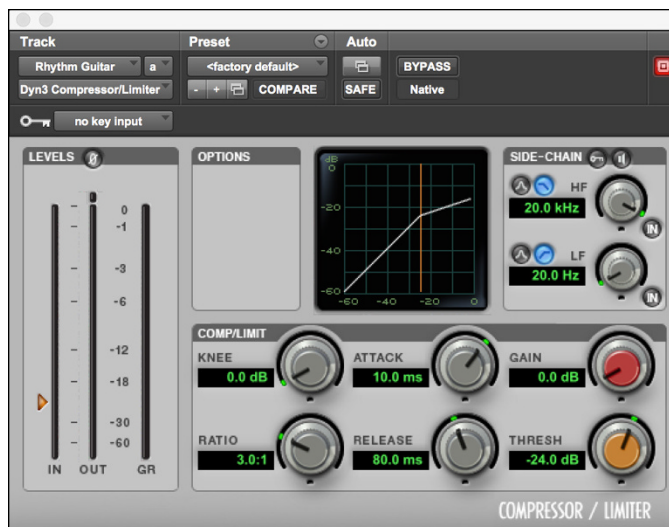 Track Preset Auto
Rhythm Guitar a <factory default> BYPASS
Dyn3 Compressor/Limiter - + COMPARE SAFE Native
no key input
LEVELS Ø OPTIONS SIDE-CHAIN
dB
0
-20
-40
-60
-60 -40 -20 0
HF
20.0 kHz
IN
LF
20.0 Hz
IN
0
-1
-3
-6
-12
-18
-30
-60
IN OUT GR
COMP/LIMIT
KNEE ATTACK GAIN
0.0 dB 10.0 ms 0.0 dB
RATIO RELEASE THRESH
3.0:1 80.0 ms -24.0 dB
COMPRESSOR / LIMITER